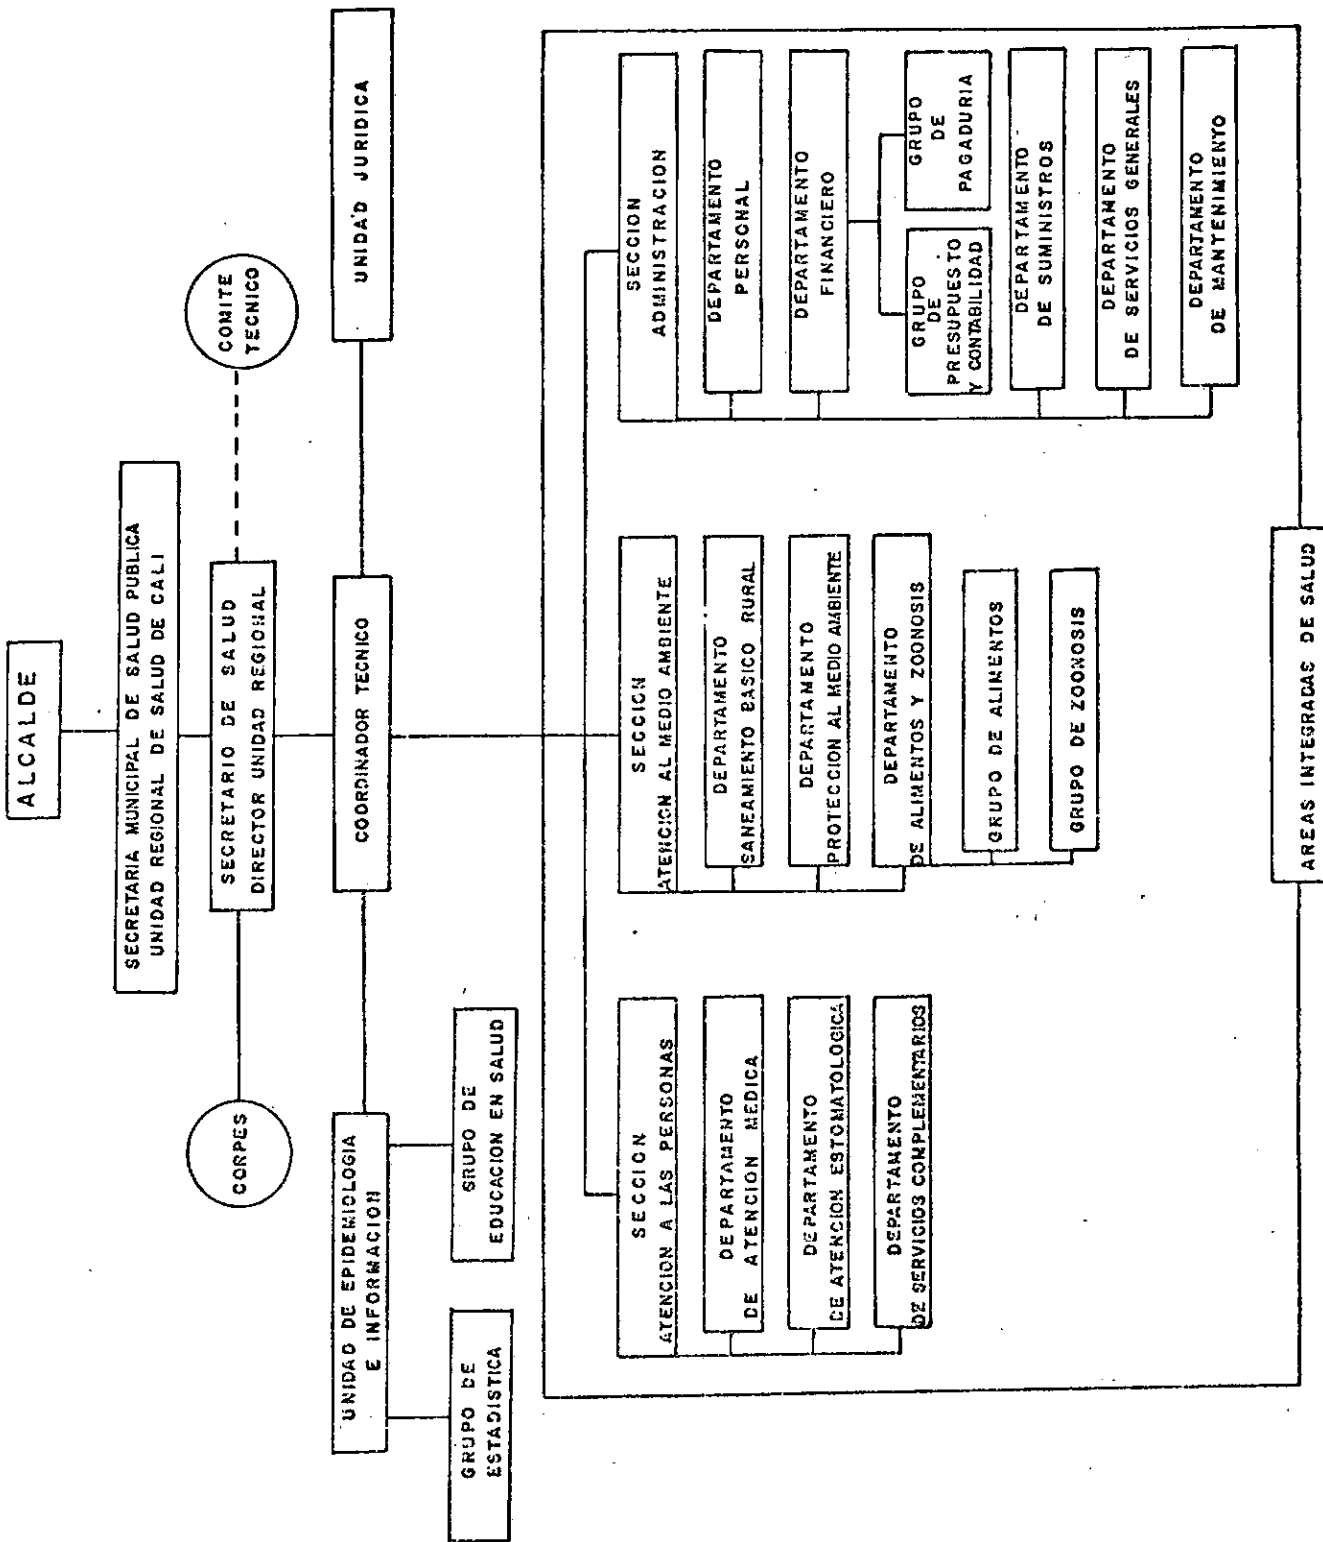 ALCALDE
SECRETARIA MUNICIPAL DE SALUD PUBLICA
UNIDAD REGIONAL DE SALUD DE CALI
SECRETARIO DE SALUD
DIRECTOR UNIDAD REGIONAL
CORPES
COMITE
TECNICO
COORDINADOR TECNICO
UNIDAD DE EPIDEMIOLOGIA
E INFORMACION
UNIDAD JURIDICA
GRUPO DE
ESTADISTICA
GRUPO DE
EDUCACION EN SALUD
SECCION
ATENCION A LAS PERSONAS
DEPARTAMENTO
DE ATENCION MEDICA
DEPARTAMENTO
DE ATENCION ESTOMATOLOGICA
DEPARTAMENTO
DE SERVICIOS COMPLEMENTARIOS
SECCION
ATENCION AL MEDIO AMBIENTE
DEPARTAMENTO
SANEAMIENTO BASICO RURAL
DEPARTAMENTO
PROTECCION AL MEDIO AMBIENTE
DEPARTAMENTO
DE ALIMENTOS Y ZOONOSIS
GRUPO DE ALIMENTOS
GRUPO DE ZOONOSIS
SECCION
ADMINISTRACION
DEPARTAMENTO
PERSONAL
DEPARTAMENTO
FINANCIERO
GRUPO
DE
PRESUPUESTO
Y CONTABILIDAD
GRUPO
DE
PAGADURIA
DEPARTAMENTO
DE SUMINISTROS
DEPARTAMENTO
DE SERVICIOS GENERALES
DEPARTAMENTO
DE MANTENIMIENTO
AREAS INTEGRADAS DE SALUD